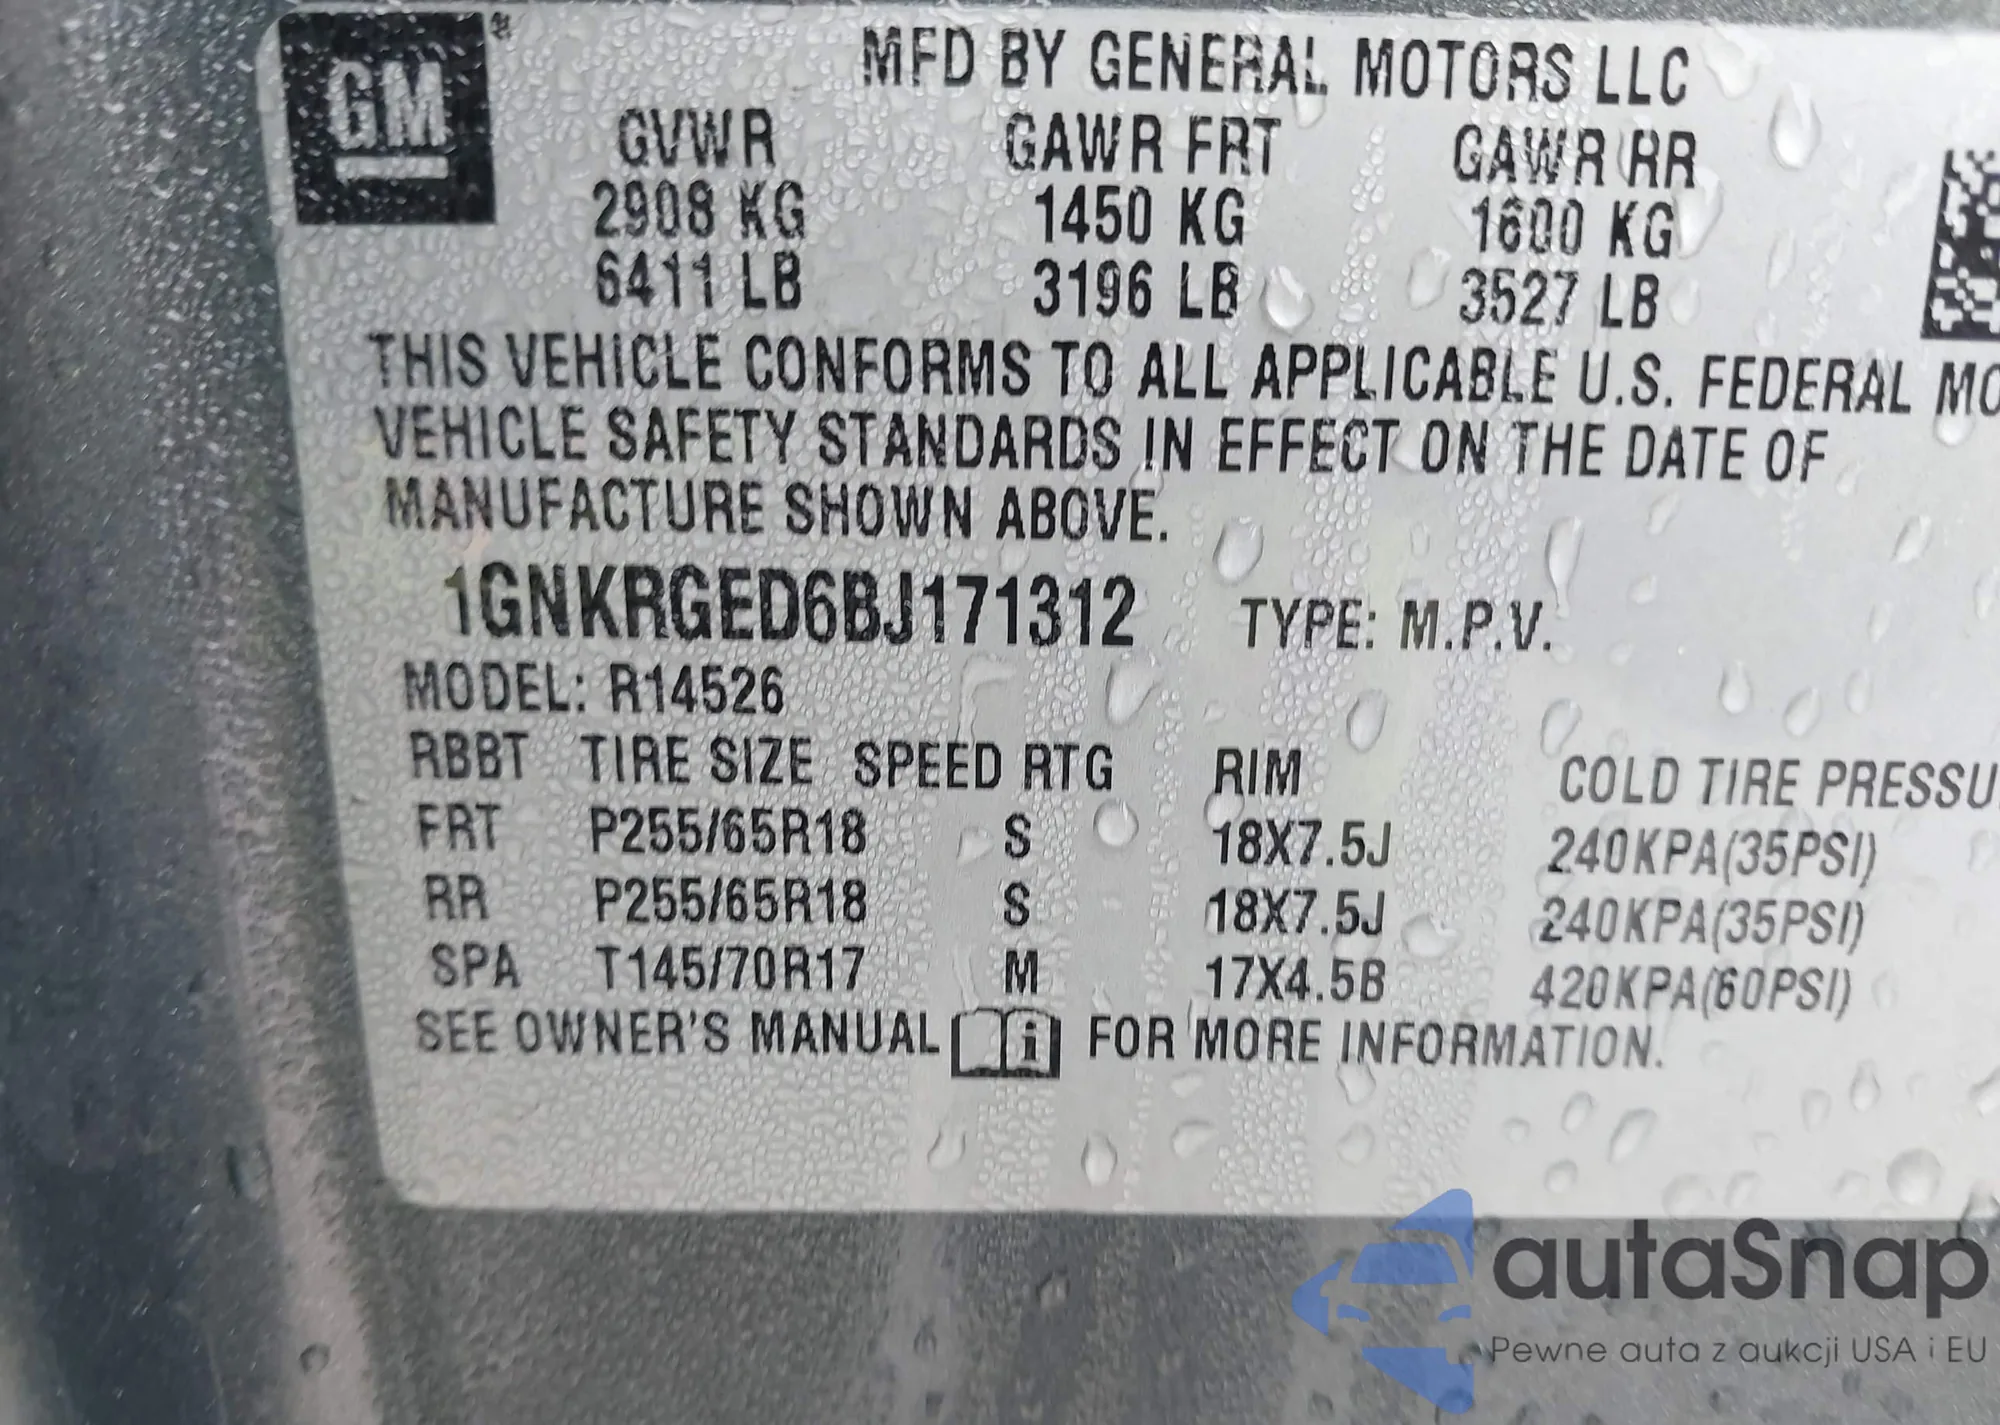 GM
MFD BY GENERAL MOTORS LLC
GVWR GAWR FRT GAWR RR
2908 KG 1450 KG 1600 KG
6411 LB 3196 LB 3527 LB
THIS VEHICLE CONFORMS TO ALL APPLICABLE U.S. FEDERAL MO
VEHICLE SAFETY STANDARDS IN EFFECT ON THE DATE OF
MANUFACTURE SHOWN ABOVE.
1GNKRGED6BJ171312 TYPE: M.P.V.
MODEL: R14526
RBBT TIRE SIZE SPEED RTG RIM COLD TIRE PRESSU
FRT P255/65R18 S 18X7.5J 240KPA(35PSI)
RR P255/65R18 S 18X7.5J 240KPA(35PSI)
SPA T145/70R17 M 17X4.5B 420KPA(60PSI)
SEE OWNER'S MANUAL i FOR MORE INFORMATION.
autaSnap
Pewne auta z aukcji USA i EU